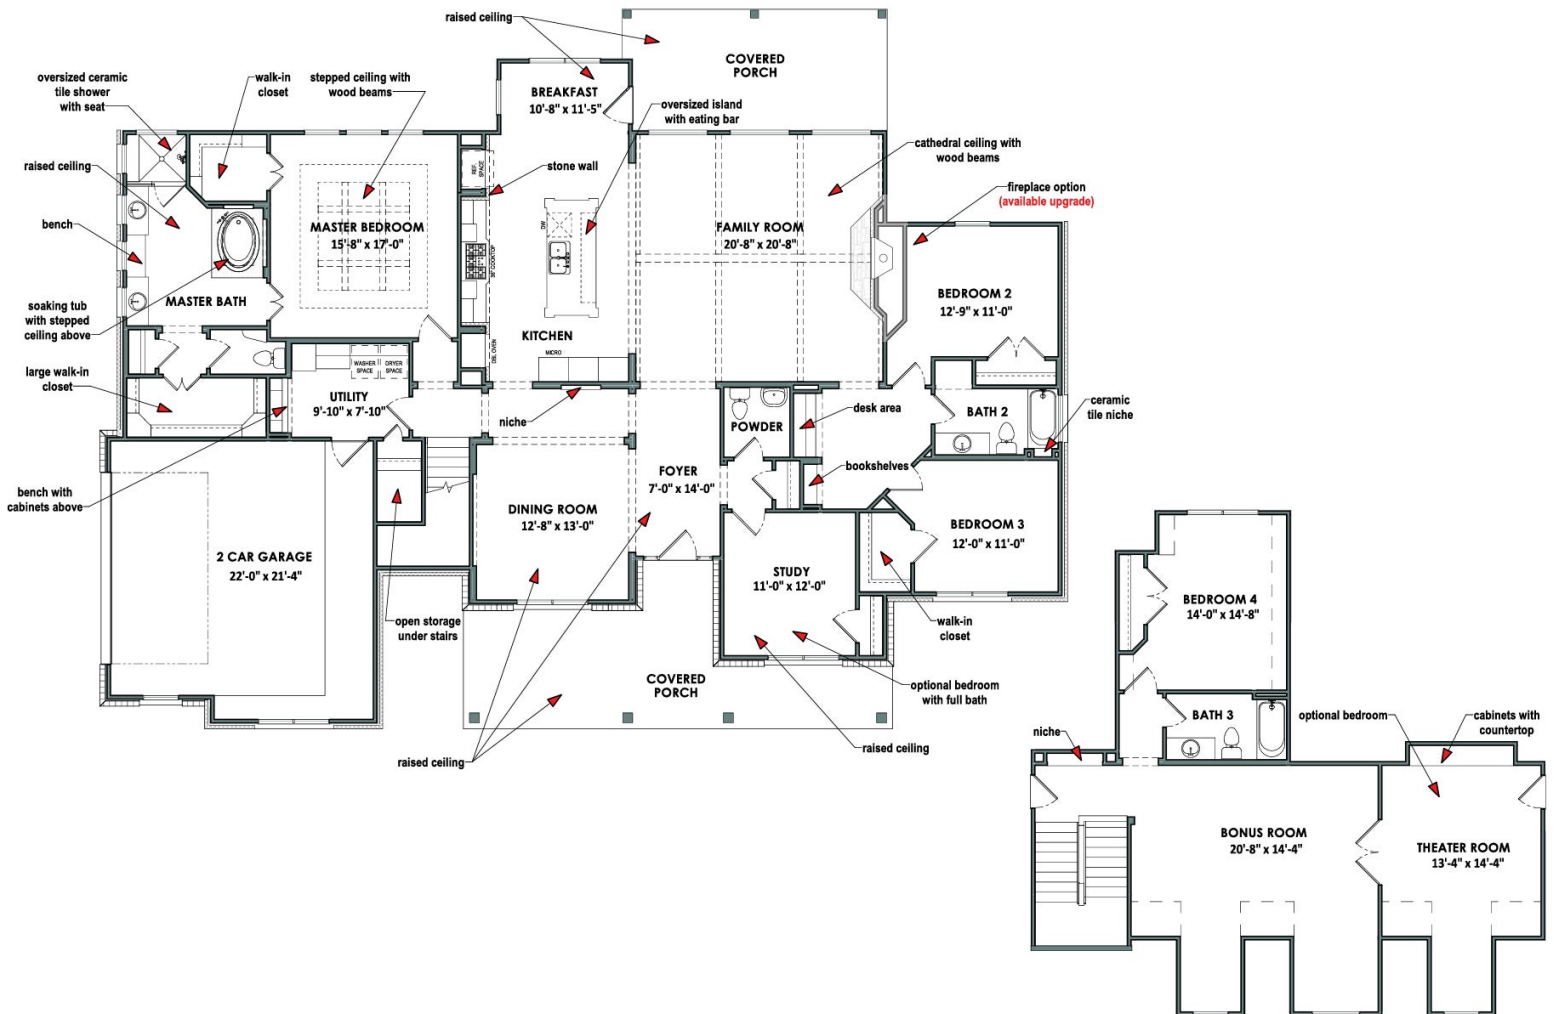 raised ceiling
COVERED
PORCH
oversized ceramic
tile shower
with seat
walk-in
closet
stepped ceiling with
wood beams
BREAKFAST
10'-8" x 11'-5"
oversized island
with eating bar
cathedral ceiling with
wood beams
raised ceiling
REF.
SPACE
stone wall
fireplace option
(available upgrade)
bench
MASTER BEDROOM
15'-8" x 17'-0"
DW
36" COOKTOP
FAMILY ROOM
20'-8" x 20'-8"
BEDROOM 2
12'-9" x 11'-0"
MASTER BATH
soaking tub
with stepped
ceiling above
KITCHEN
DBL OVEN
MICRO
WASHER
SPACE
DRYER
SPACE
large walk-in
closet
UTILITY
9'-10" x 7'-10"
niche
POWDER
desk area
BATH 2
ceramic
tile niche
bookshelves
FOYER
7'-0" x 14'-0"
bench with
cabinets above
DINING ROOM
12'-8" x 13'-0"
BEDROOM 3
12'-0" x 11'-0"
2 CAR GARAGE
22'-0" x 21'-4"
STUDY
11'-0" x 12'-0"
open storage
under stairs
walk-in
closet
BEDROOM 4
14'-0" x 14'-8"
COVERED
PORCH
optional bedroom
with full bath
raised ceiling
raised ceiling
BATH 3
optional bedroom
cabinets with
countertop
niche
BONUS ROOM
20'-8" x 14'-4"
THEATER ROOM
13'-4" x 14'-4"